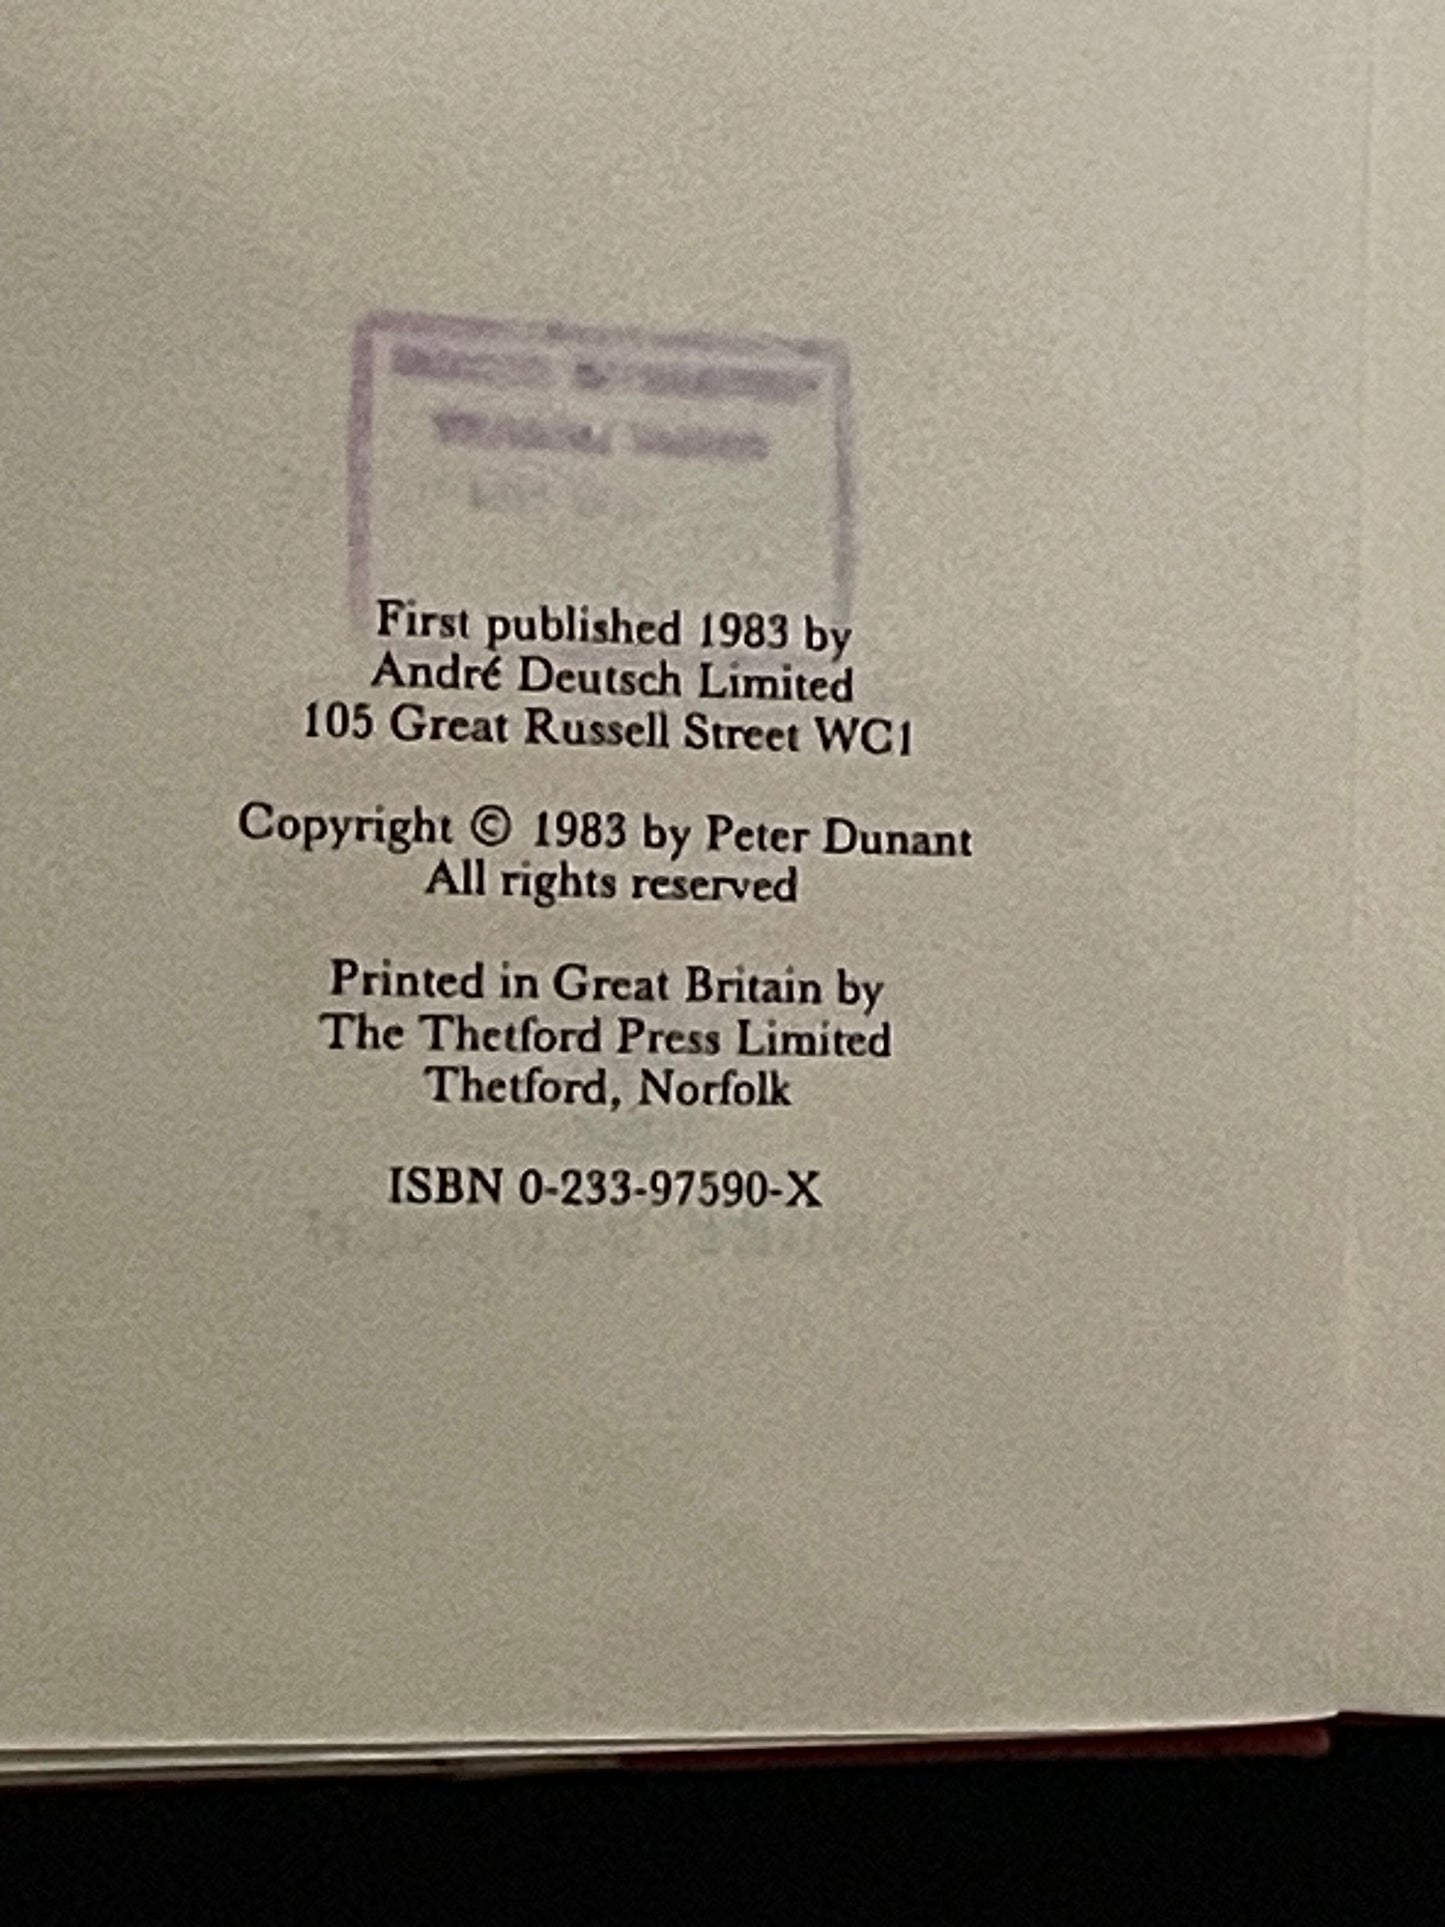 First published 1983 by
André Deutsch Limited
105 Great Russell Street WC1
Copyright © 1983 by Peter Dunant
All rights reserved
Printed in Great Britain by
The Thetford Press Limited
Thetford, Norfolk
ISBN 0-233-97590-X